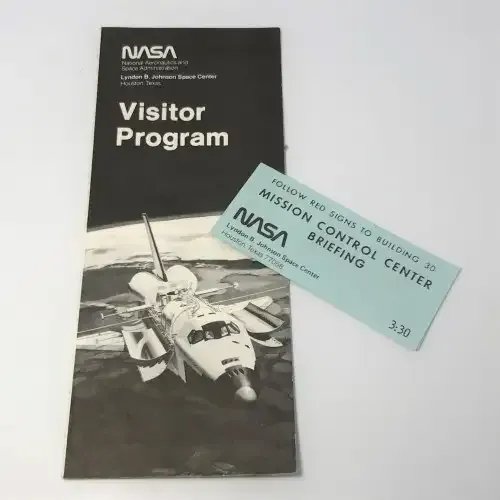 NASA
National Aeronautics and
Space Administration
Lyndon B. Johnson Space Center
Houston, Texas
Visitor
Program
FOLLOW RED SIGNS TO BUILDING 30
MISSION CONTROL CENTER
BRIEFING
NASA
Lyndon B. Johnson Space Center
Houston, Texas 77058
3:30